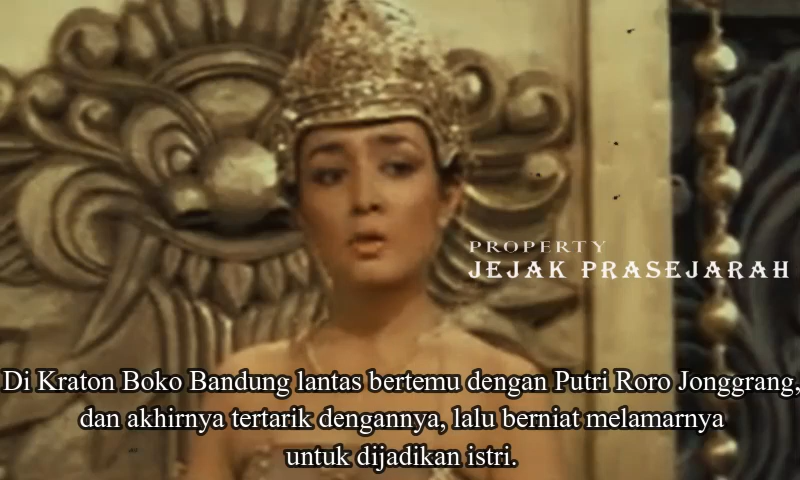 PROPERTY
JEJAK PRASEJARAH
Di Kraton Boko Bandung lantas bertemu dengan Putri Roro Jonggrang,
dan akhirnya tertarik dengannya, lalu berniat melamarnya
untuk dijadikan istri.